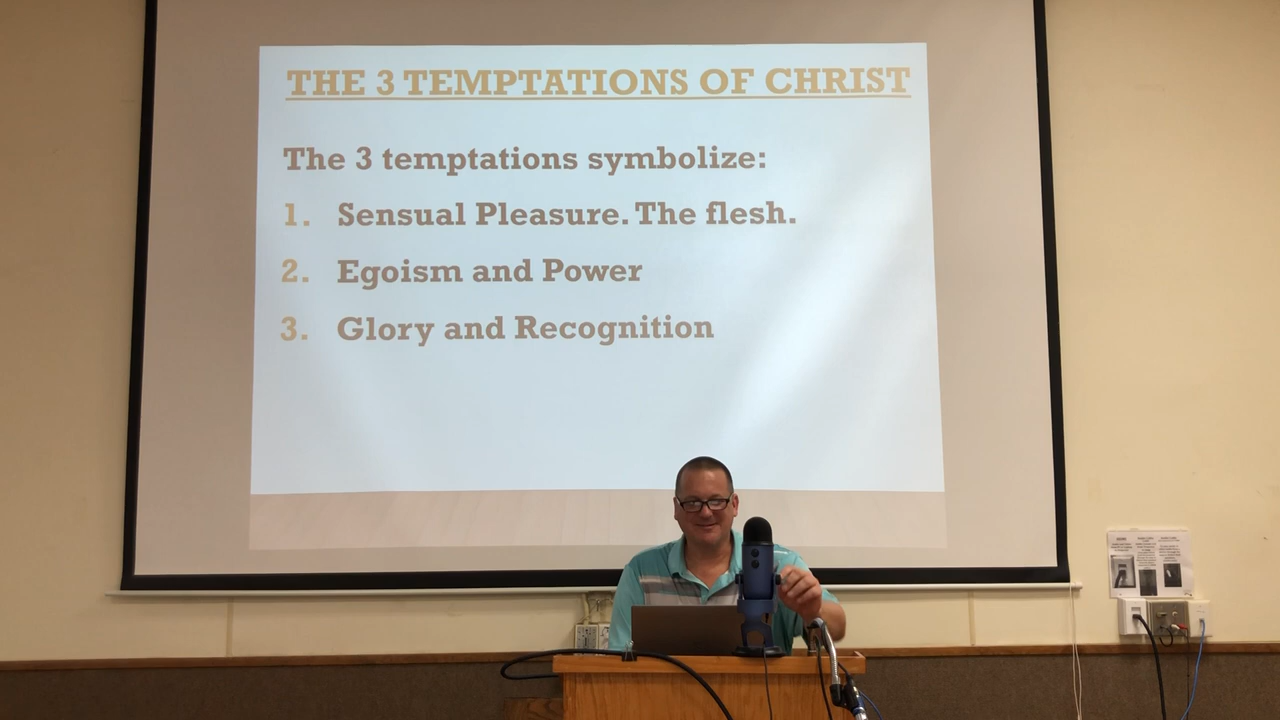 THE 3 TEMPTATIONS OF CHRIST
The 3 temptations symbolize:
1. Sensual Pleasure. The flesh.
2. Egoism and Power
3. Glory and Recognition